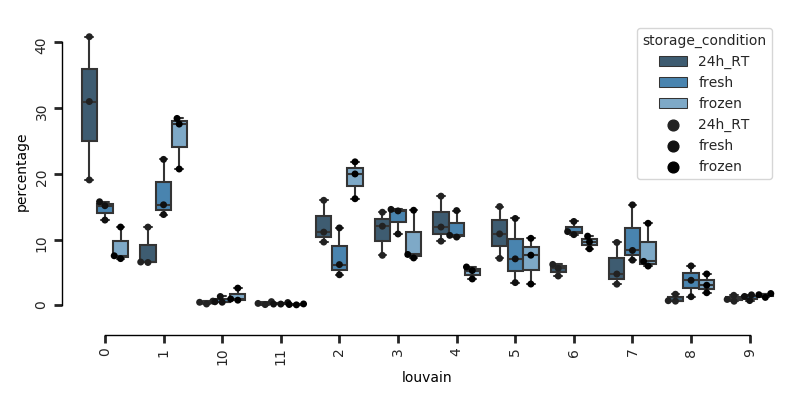 storage_condition
24h_RT
fresh
frozen
24h_RT
fresh
frozen
percentage
40
30
20
10
0
0 1 10 11 2 3 4 5 6 7 8 9
louvain